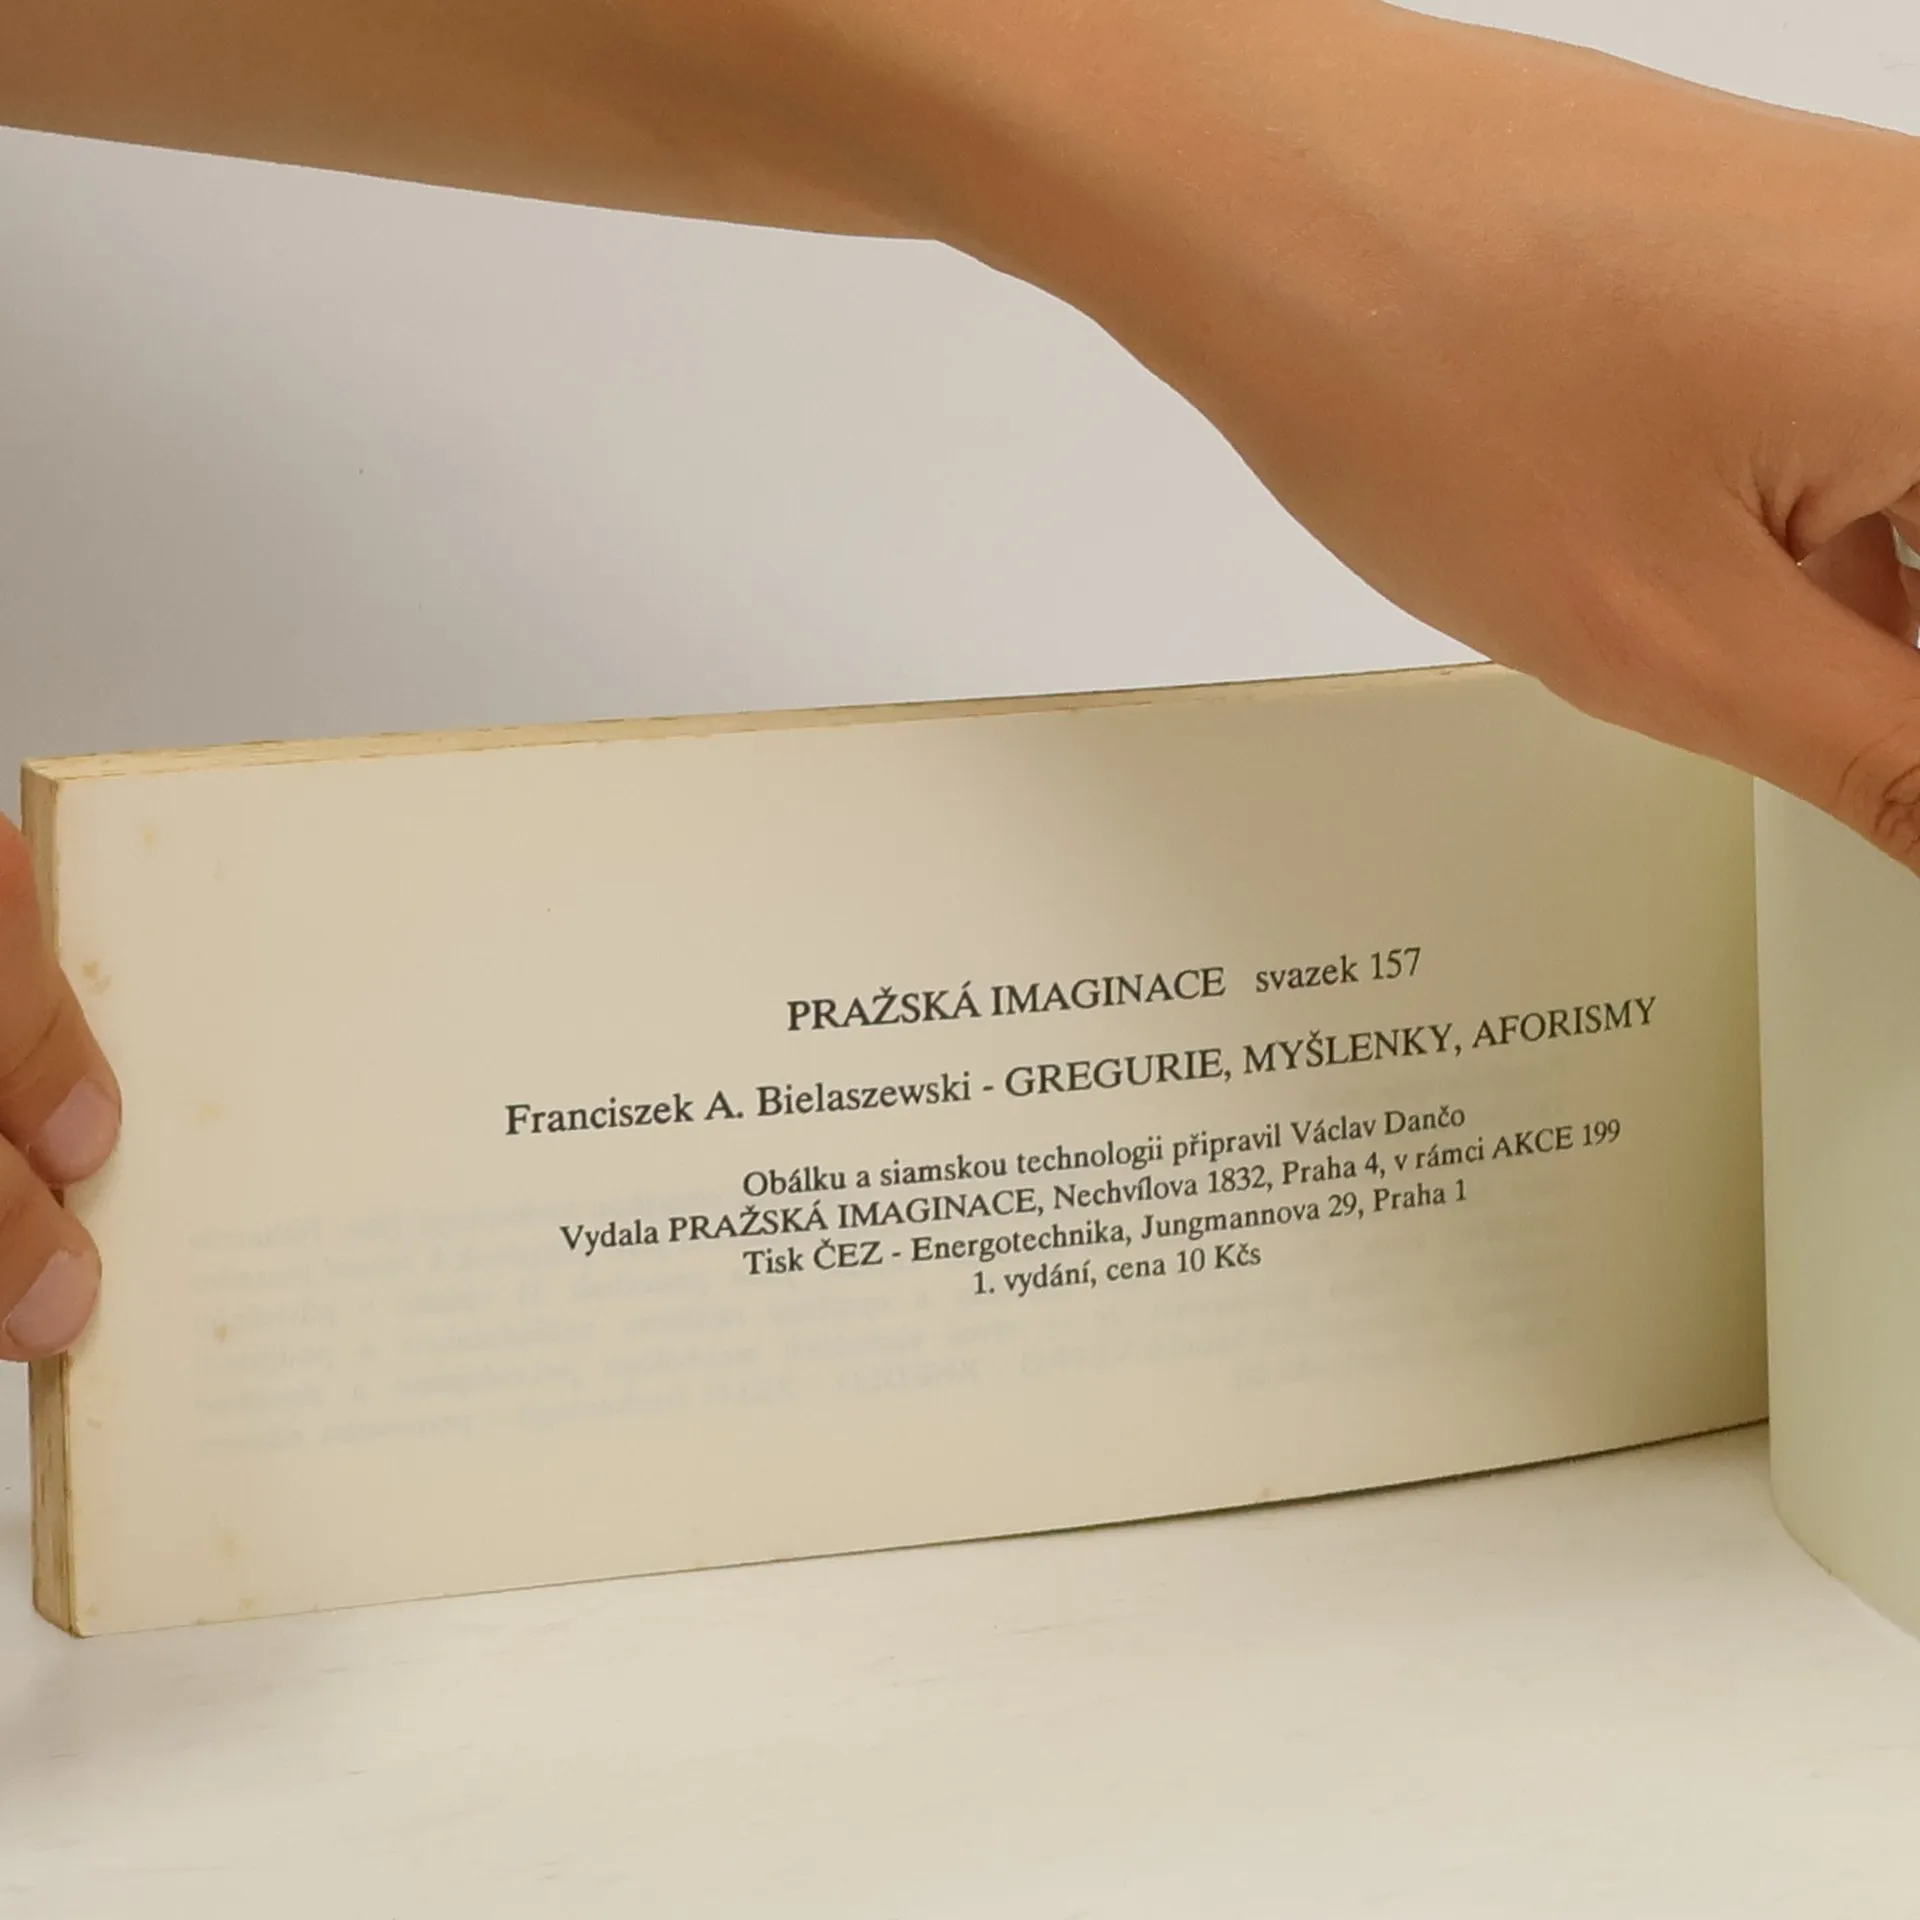 PRAŽSKÁ IMAGINACE svazek 157
Franciszek A. Bielaszewski - GREGURIE, MYŠLENKY, AFORISMY
Obálku a siamskou technologii připravil Václav Dančo
Vydala PRAŽSKÁ IMAGINACE, Nechvílova 1832, Praha 4, v rámci AKCE 199
Tisk ČEZ - Energotechnika, Jungmannova 29, Praha 1
1. vydání, cena 10 Kčs